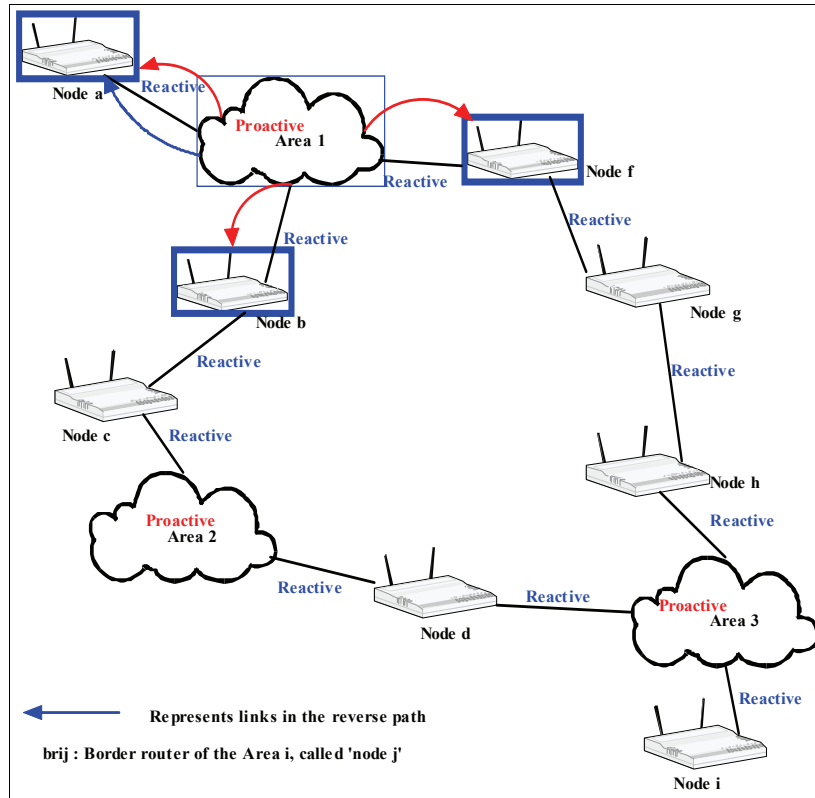 Reactive
Node a
Proactive
Area 1
Reactive
Node f
Reactive
Reactive
Node b
Node g
Reactive
Reactive
Node c
Reactive
Node h
Proactive
Area 2
Reactive
Reactive
Reactive
Node d
Proactive
Area 3
Reactive
Represents links in the reverse path
brij : Border router of the Area i, called 'node j'
Node i